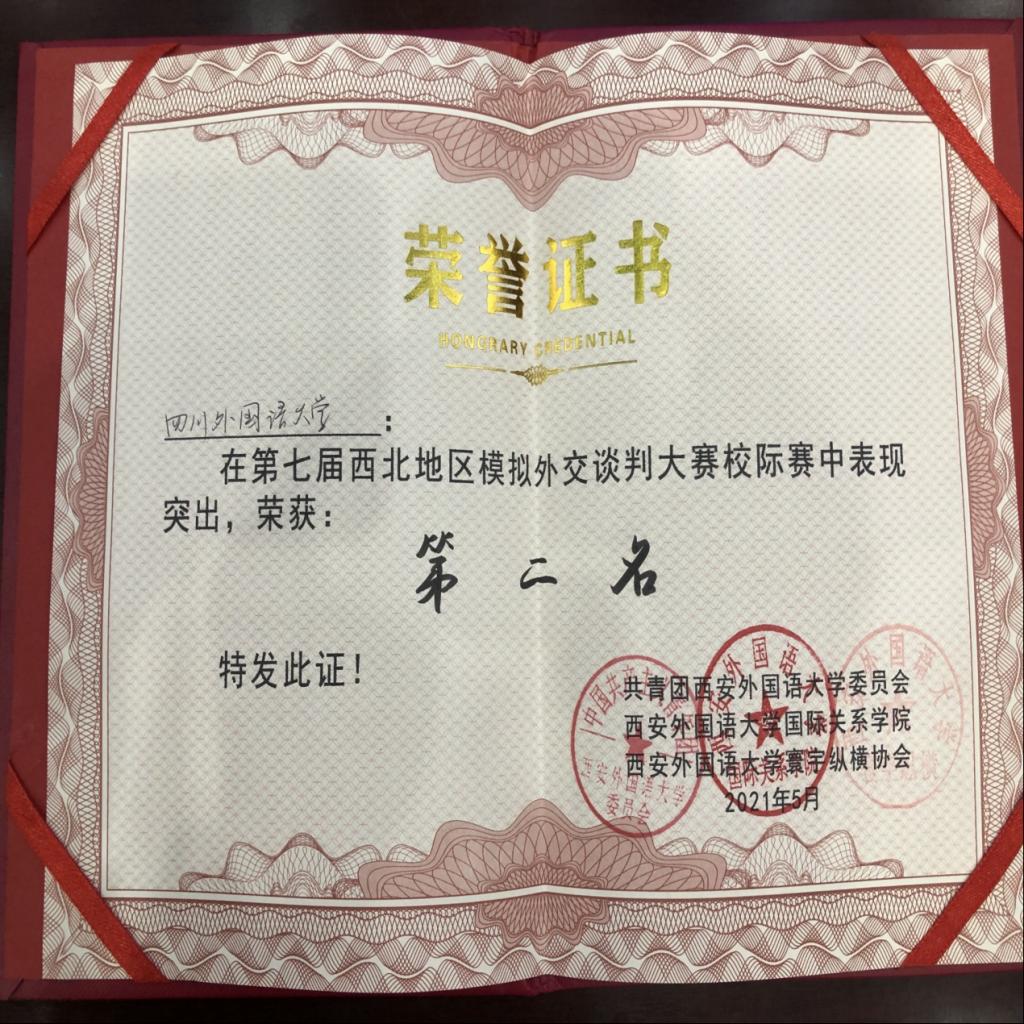 荣誉证书
HONORARY CREDENTIAL
四川外国语大学:
在第七届西北地区模拟外交谈判大赛校际赛中表现
突出，荣获：
第二名
特发此证！
共青团西安外国语大学委员会
西安外国语大学国际关系学院
西安外国语大学寰宇纵横协会
2021年5月